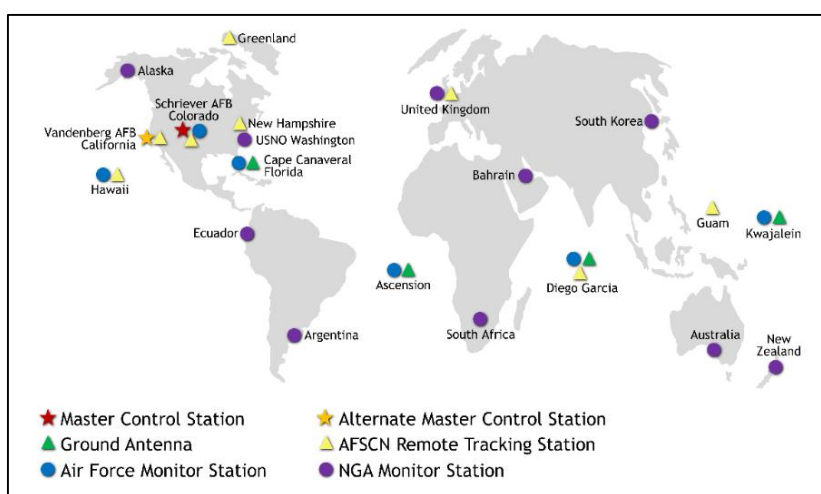 Greenland
Alaska
Schriever AFB
Colorado
Vandenberg AFB
California
New Hampshire
USNO Washington
Cape Canaveral
Florida
Hawaii
United Kingdom
South Korea
Bahrain
Guam
Kwajalein
Ecuador
Ascension
Diego Garcia
Argentina
South Africa
Australia
New
Zealand
Master Control Station
Alternate Master Control Station
Ground Antenna
AFSCN Remote Tracking Station
Air Force Monitor Station
NGA Monitor Station